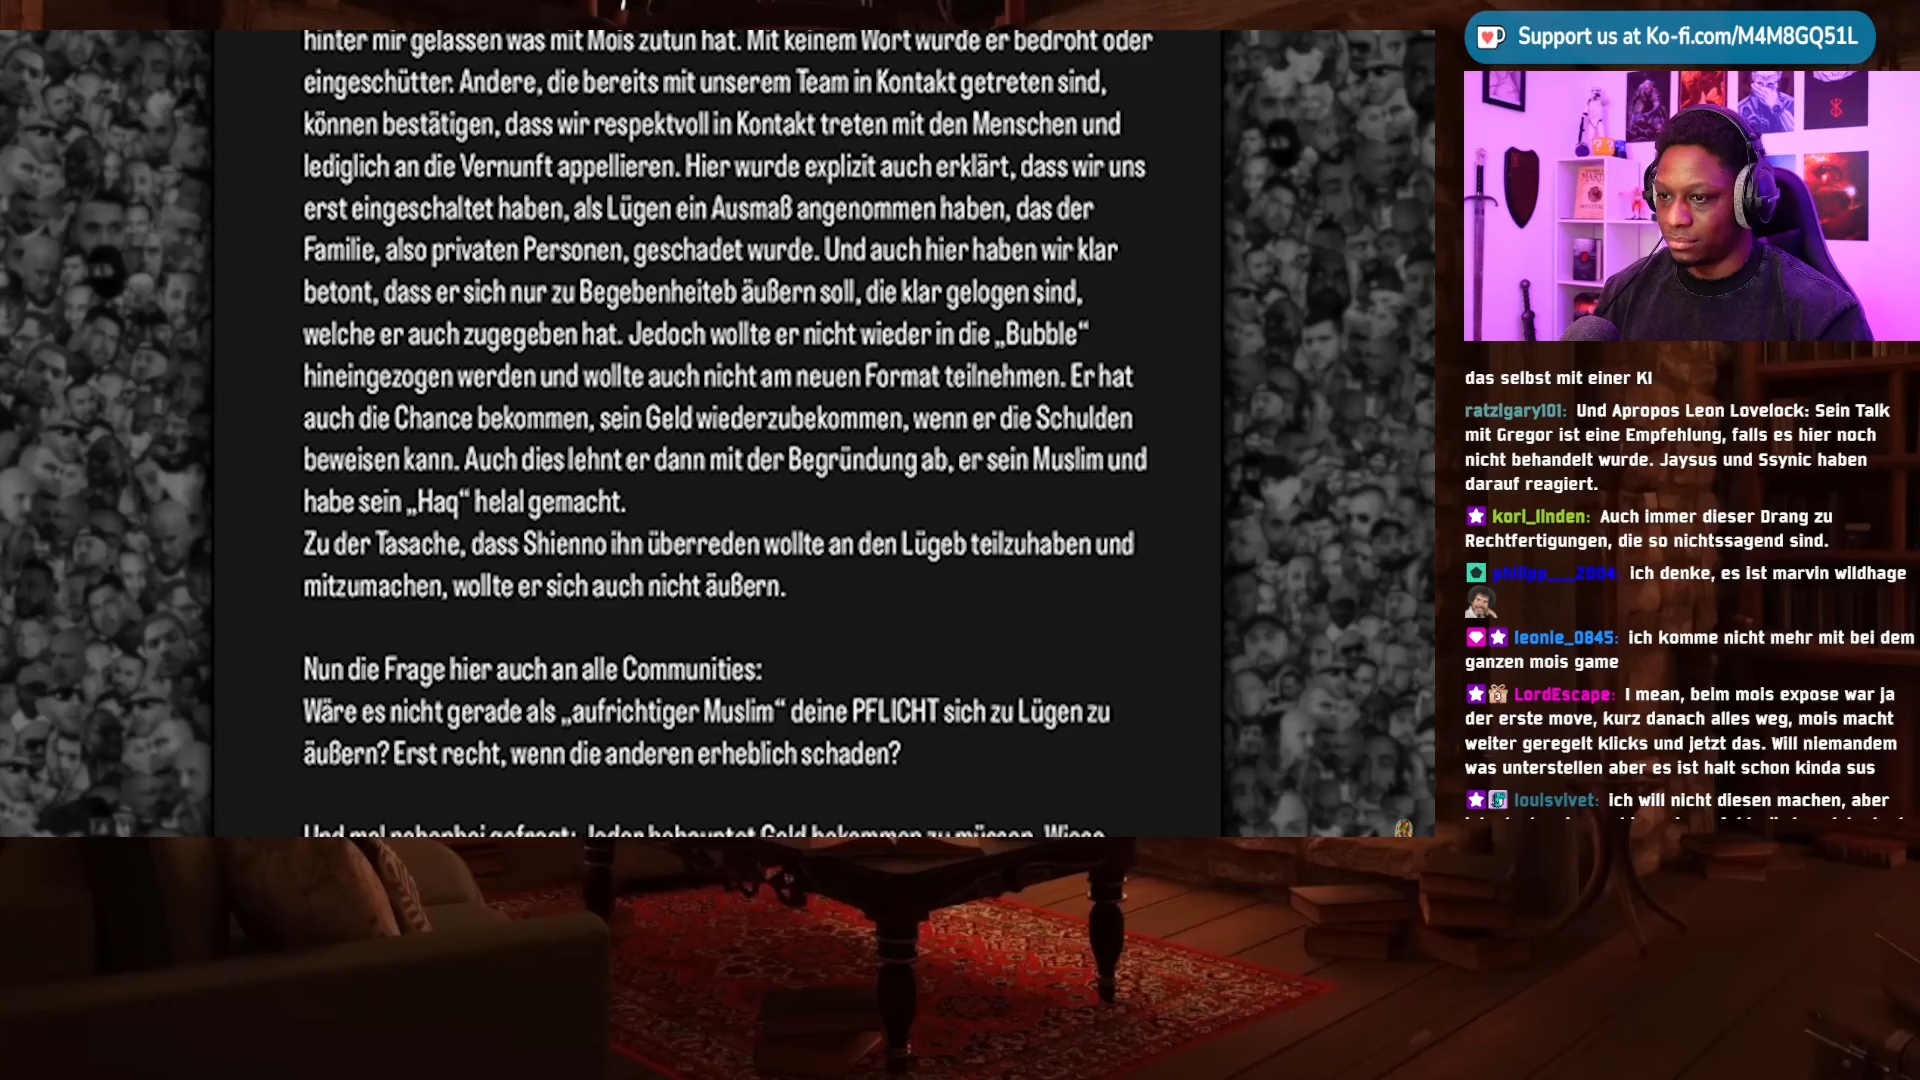 hinter mir gelassen was mit Mois zutun hat. Mit keinem Wort wurde er bedroht oder
eingeschütter. Andere, die bereits mit unserem Team in Kontakt getreten sind,
können bestätigen, dass wir respektvoll in Kontakt treten mit den Menschen und
lediglich an die Vernunft appellieren. Hier wurde explizit auch erklärt, dass wir uns
erst eingeschaltet haben, als Lügen ein Ausmaß angenommen haben, das der
Familie, also privaten Personen, geschadet wurde. Und auch hier haben wir klar
betont, dass er sich nur zu Begebenheiteb äußern soll, die klar gelogen sind,
welche er auch zugegeben hat. Jedoch wollte er nicht wieder in die „Bubble“
hineingezogen werden und wollte auch nicht am neuen Format teilnehmen. Er hat
auch die Chance bekommen, sein Geld wiederzubekommen, wenn er die Schulden
beweisen kann. Auch dies lehnt er dann mit der Begründung ab, er sein Muslim und
habe sein „Haq“ helal gemacht.
Zu der Tasache, dass Shienno ihn überreden wollte an den Lügeb teilzuhaben und
mitzumachen, wollte er sich auch nicht äußern.
Nun die Frage hier auch an alle Communities:
Wäre es nicht gerade als „aufrichtiger Muslim“ deine PFLICHT sich zu Lügen zu
äußern? Erst recht, wenn die anderen erheblich schaden?
Und mal nebenbei gefragt: Jeder behauptet Geld bekommen zu müssen. Wieso
Support us at Ko-fi.com/M4M8GQ51L
das selbst mit einer KI
ratzigary101: Und Apropos Leon Lovelock: Sein Talk
mit Gregor ist eine Empfehlung, falls es hier noch
nicht behandelt wurde. Jaysus und Ssynic haben
darauf reagiert.
kori_linden: Auch immer dieser Drang zu
Rechtfertigungen, die so nichtssagend sind.
philipp___2004: ich denke, es ist marvin wildhage
leonie_0845: ich komme nicht mehr mit bei dem
ganzen mois game
LordEscape: I mean, beim mois expose war ja
der erste move, kurz danach alles weg, mois macht
weiter geregelt klicks und jetzt das. Will niemandem
was unterstellen aber es ist halt schon kinda sus
louisvivet: ich will nicht diesen machen, aber